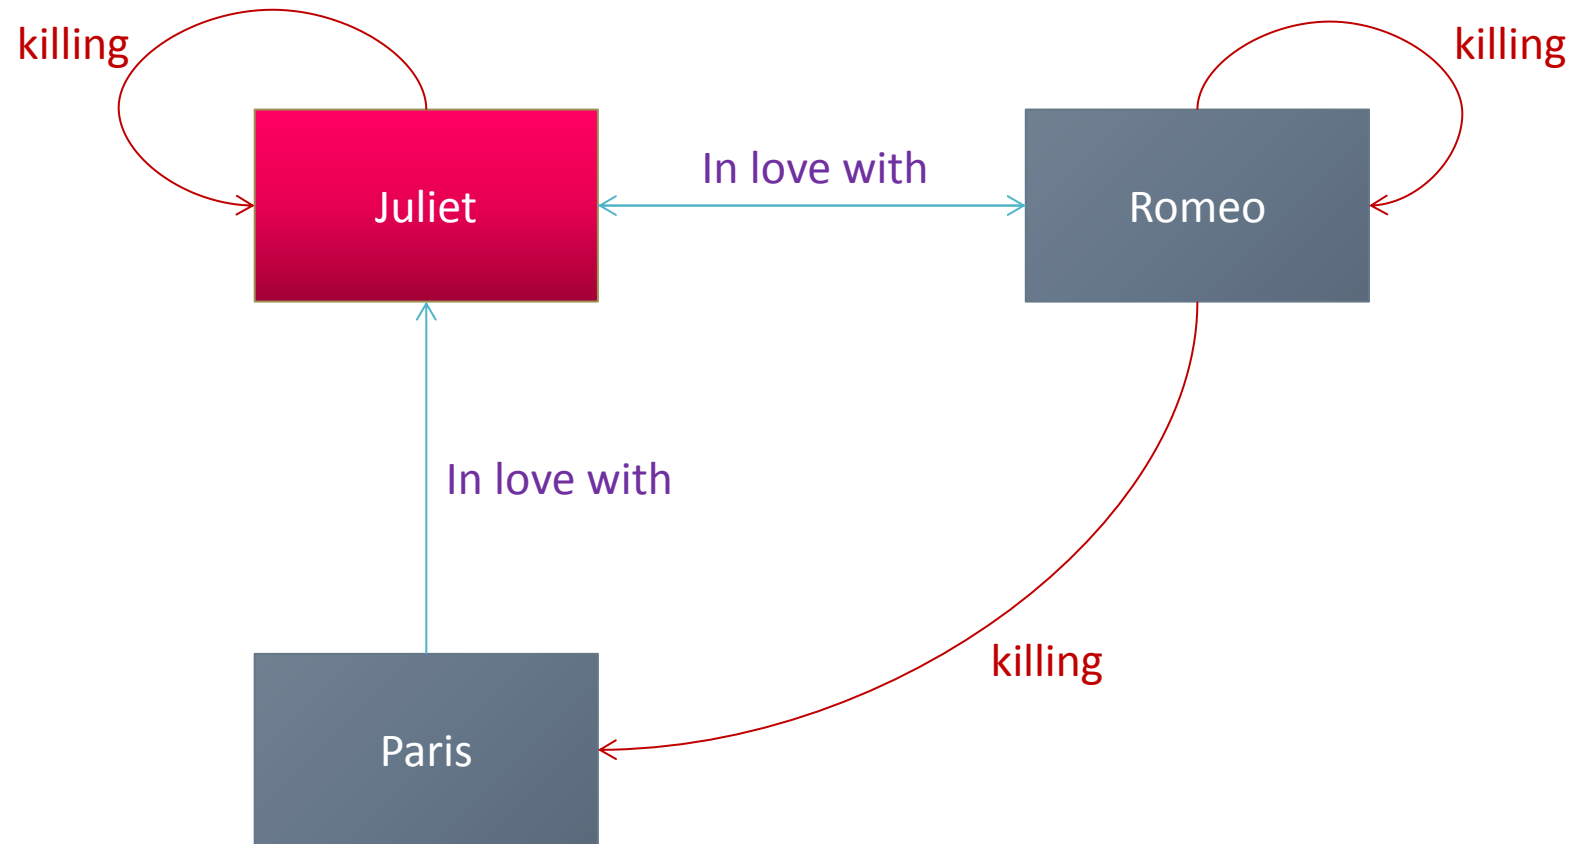 killing
killing
In love with
Juliet
Romeo
In love with
killing
Paris